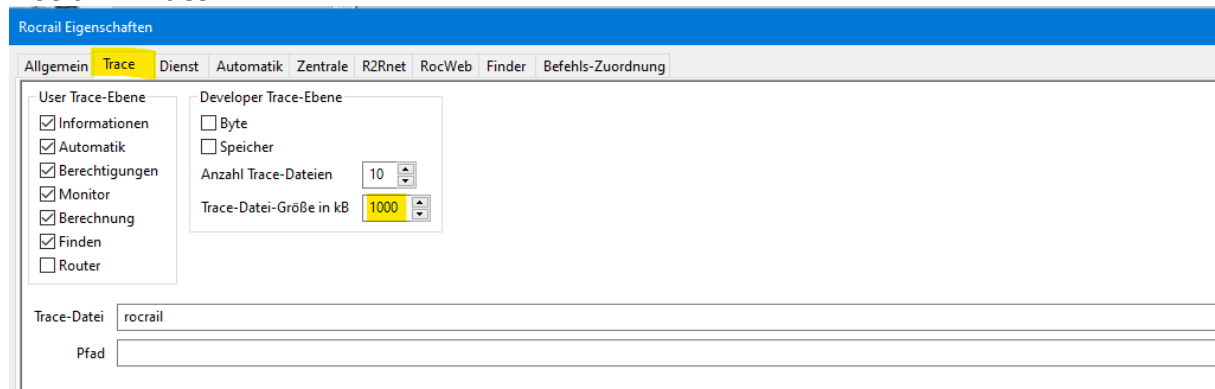 Rocrail Eigenschaften
Allgemein Trace Dienst Automatik Zentrale R2Rnet RocWeb Finder Befehls-Zuordnung
User Trace-Ebene
Informationen
Automatik
Berechtigungen
Monitor
Berechnung
Finden
Router
Developer Trace-Ebene
Byte
Speicher
Anzahl Trace-Dateien 10
Trace-Datei-Größe in kB 1000
Trace-Datei rocrail
Pfad